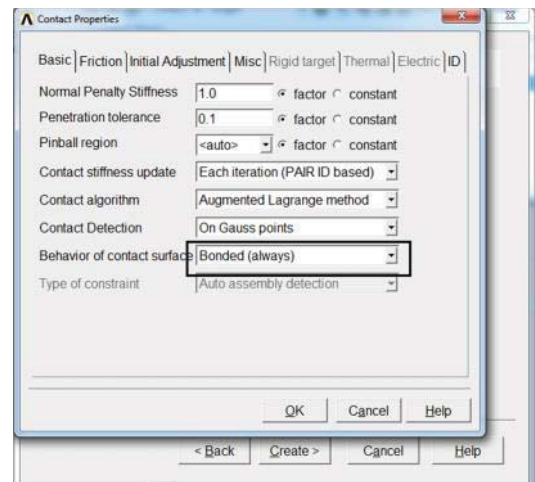 Contact Properties
Basic Friction Initial Adjustment Misc Rigid target Thermal Electric ID
Normal Penalty Stiffness 1.0 factor constant
Penetration tolerance 0.1 factor constant
Pinball region <auto> factor constant
Contact stiffness update Each iteration (PAIR ID based)
Contact algorithm Augmented Lagrange method
Contact Detection On Gauss points
Behavior of contact surface Bonded (always)
Type of constraint Auto assembly detection
OK Cancel Help
< Back Create > Cancel Help